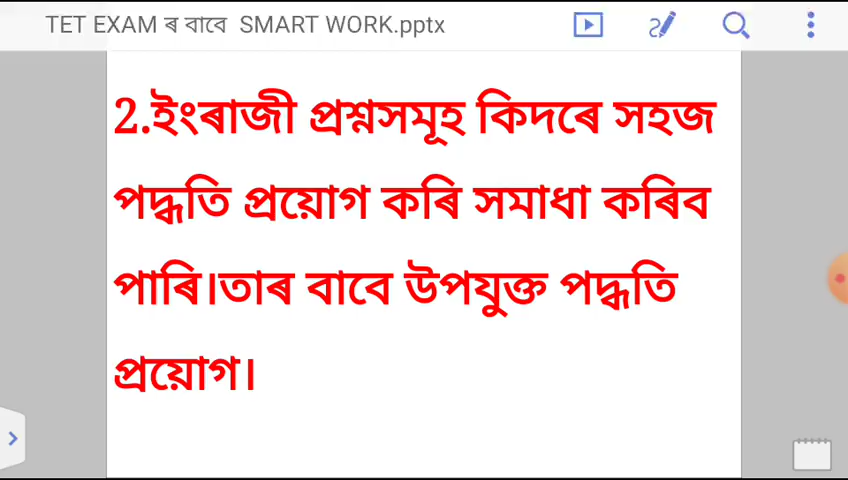 TET EXAM ৰ বাবে SMART WORK.pptx
2.ইংৰাজী প্ৰশ্নসমূহ কিদৰে সহজ
পদ্ধতি প্ৰয়োগ কৰি সমাধা কৰিব
পাৰি।তাৰ বাবে উপযুক্ত পদ্ধতি
প্ৰয়োগ।